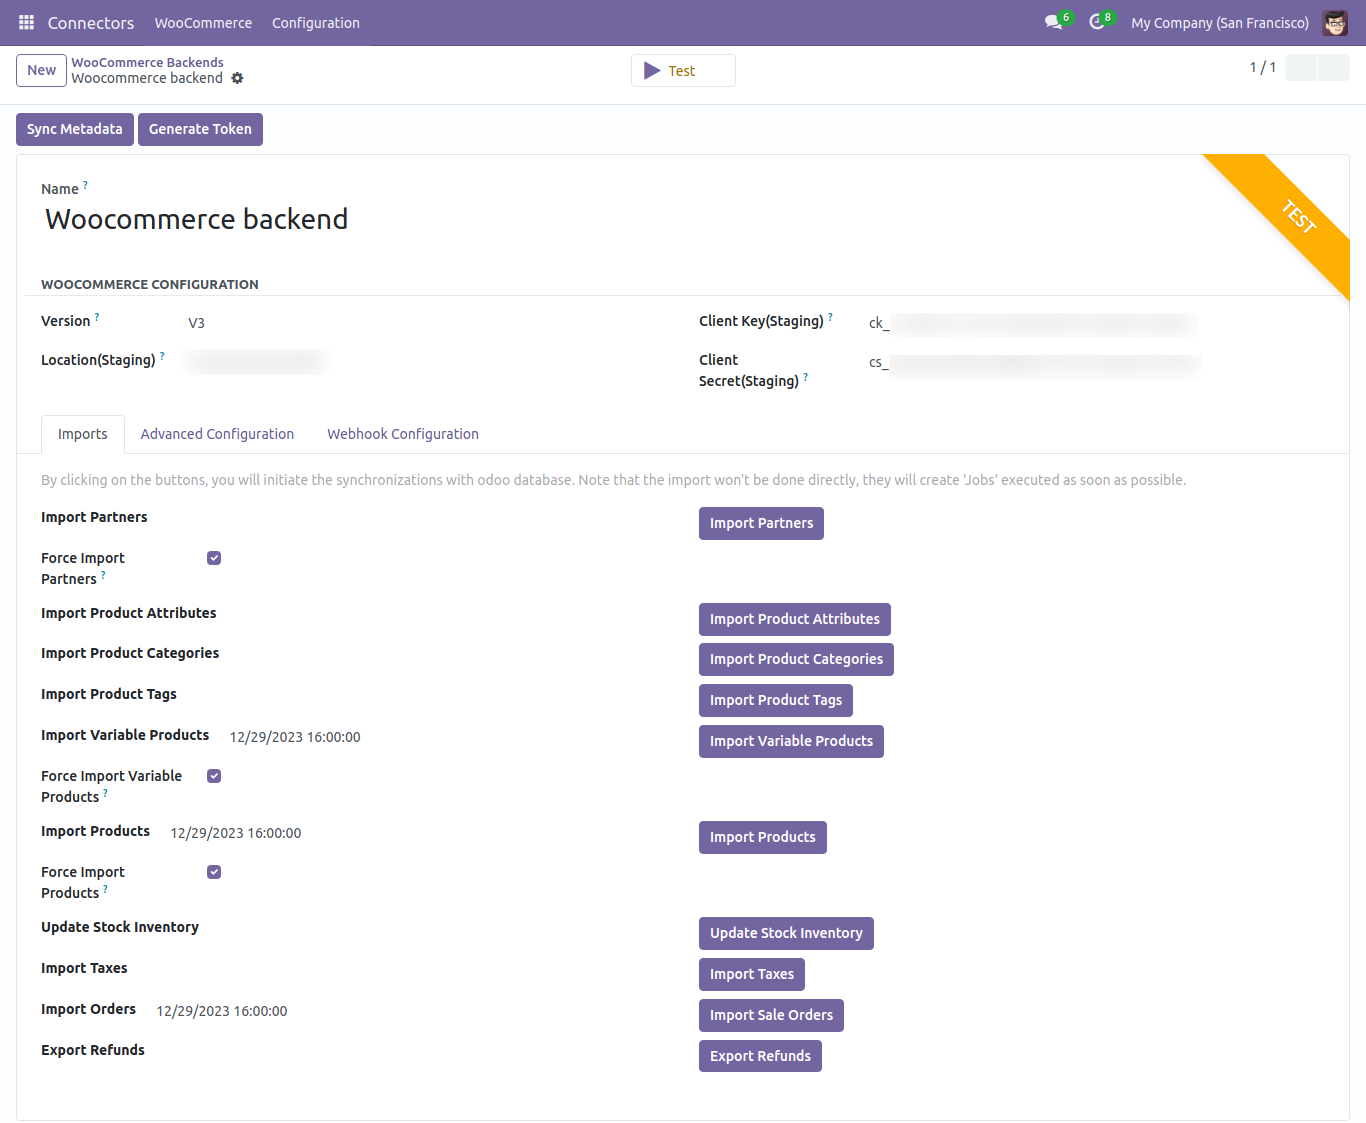 Connectors WooCommerce Configuration 6 8 My Company (San Francisco)
New WooCommerce Backends
Woocommerce backend
Test
1 / 1
Sync Metadata Generate Token
TEST
Name ?
Woocommerce backend
WOOCOMMERCE CONFIGURATION
Version ? V3 Client Key(Staging) ? ck_
Location(Staging) ? Client
Secret(Staging) ? cs_
Imports Advanced Configuration Webhook Configuration
By clicking on the buttons, you will initiate the synchronizations with odoo database. Note that the import won't be done directly, they will create 'Jobs' executed as soon as possible.
Import Partners Import Partners
Force Import
Partners ?
Import Product Attributes Import Product Attributes
Import Product Categories Import Product Categories
Import Product Tags Import Product Tags
Import Variable Products 12/29/2023 16:00:00 Import Variable Products
Force Import Variable
Products ?
Import Products 12/29/2023 16:00:00 Import Products
Force Import
Products ?
Update Stock Inventory Update Stock Inventory
Import Taxes Import Taxes
Import Orders 12/29/2023 16:00:00 Import Sale Orders
Export Refunds Export Refunds